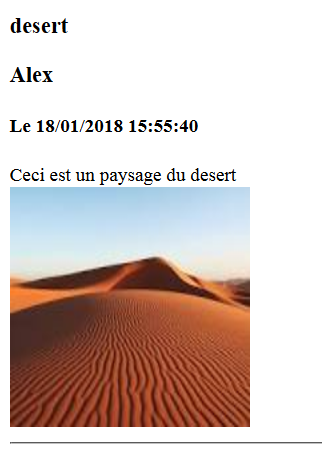 desert
Alex
Le 18/01/2018 15:55:40
Ceci est un paysage du desert